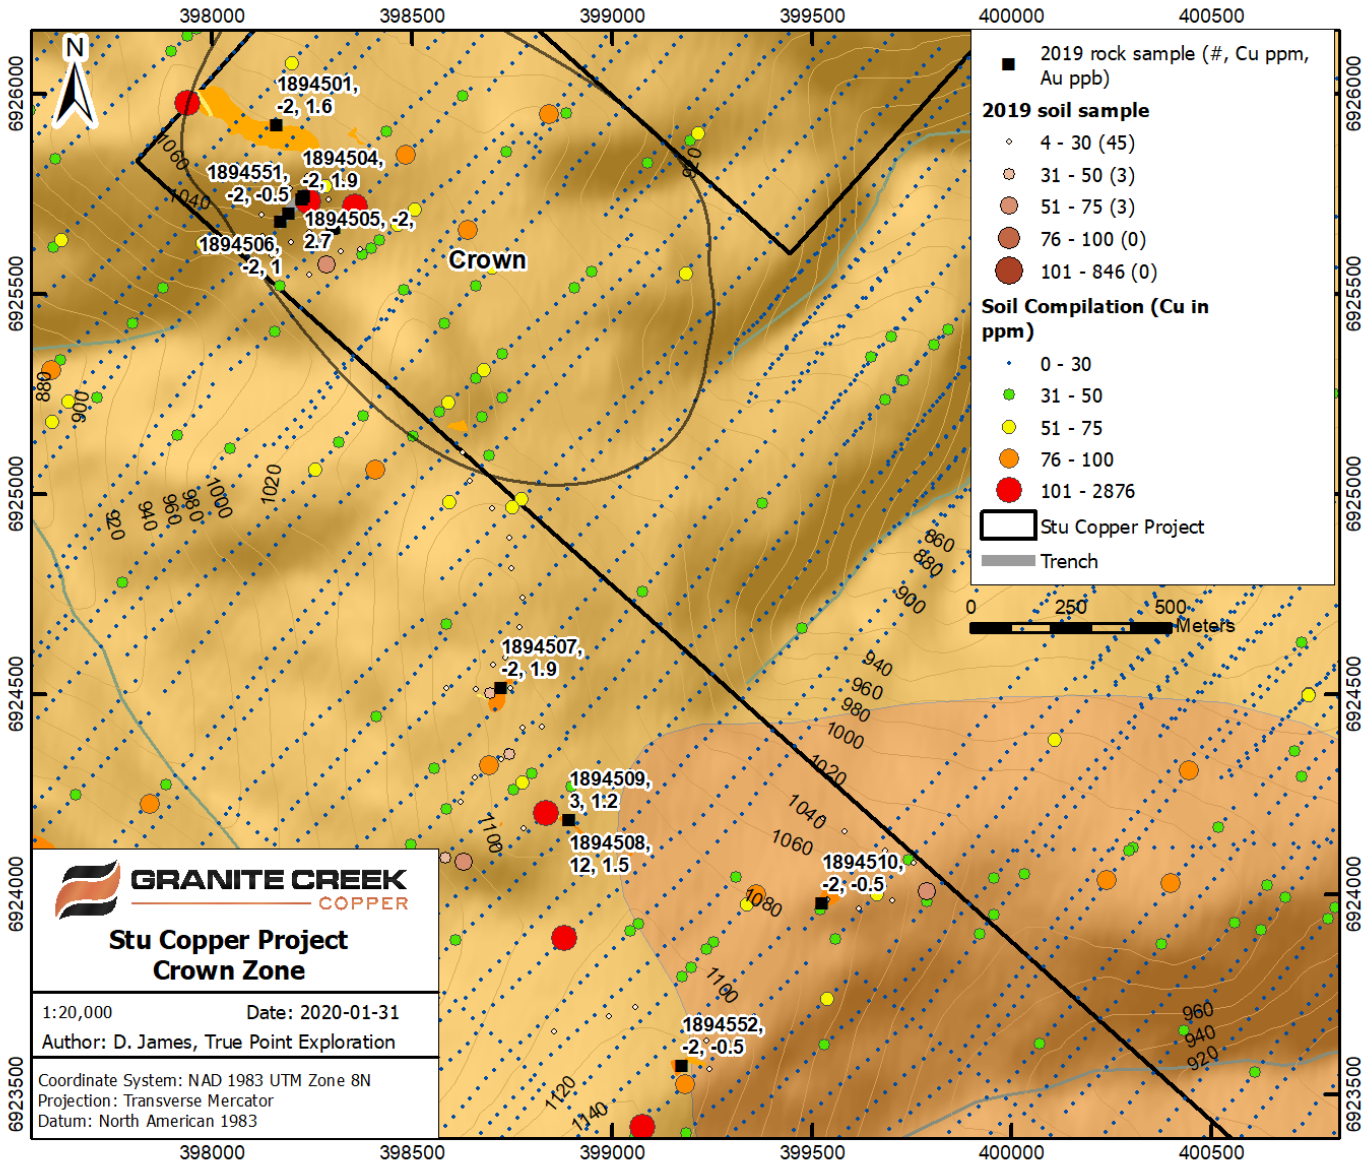 398000 398500 399000 399500 400000 400500
6926000
6925500
6925000
6924500
6924000
6923500
6926000
6925500
6925000
6924500
6924000
6923500
N
1894501,
-2, 1.6
1060
1894504,
-2, 1.9
1894551,
-2, -0.5
1040
1894505, -2,
2.7
1894506,
-2, 1
Crown
920
880
900
1020
1000
980
960
940
920
2019 rock sample (#, Cu ppm,
Au ppb)
2019 soil sample
4 - 30 (45)
31 - 50 (3)
51 - 75 (3)
76 - 100 (0)
101 - 846 (0)
Soil Compilation (Cu in
ppm)
0 - 30
31 - 50
51 - 75
76 - 100
101 - 2876
Stu Copper Project
Trench
0 250 500
Meters
860
880
900
1894507,
-2, 1.9
940
960
980
1000
1020
1040
1060
1894509,
3, 1.2
1100
1894508,
12, 1.5
1894510,
-2, -0.5
1080
1100
1894552,
-2, -0.5
1120
1140
960
940
920
GRANITE CREEK
COPPER
Stu Copper Project
Crown Zone
1:20,000 Date: 2020-01-31
Author: D. James, True Point Exploration
Coordinate System: NAD 1983 UTM Zone 8N
Projection: Transverse Mercator
Datum: North American 1983
398000 398500 399000 399500 400000 400500